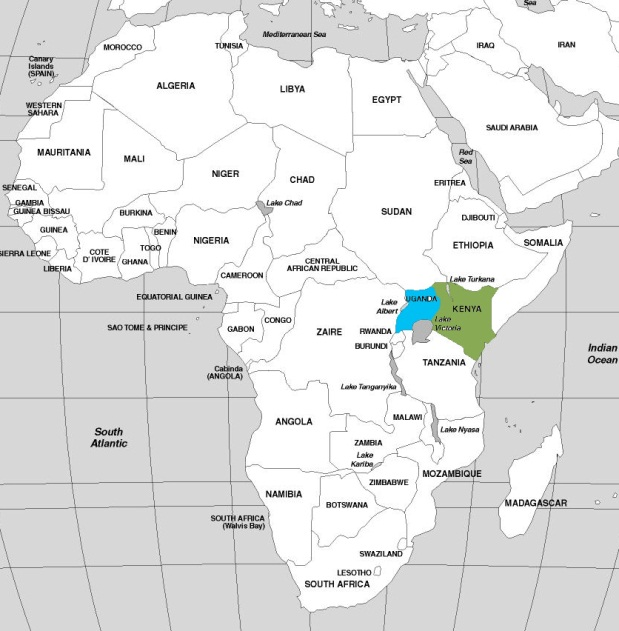 Sea
Mediterranean Sea
MOROCCO
TUNISIA
IRAQ
IRAN
Canary
Islands
(SPAIN)
ALGERIA
LIBYA
EGYPT
WESTERN
SAHARA
SAUDI ARABIA
MAURITANIA
MALI
NIGER
CHAD
Red
Sea
SENEGAL
ERITREA
GAMBIA
GUINEA BISSAU
BURKINA
Lake Chad
SUDAN
DJIBOUTI
GUINEA
BENIN
NIGERIA
ETHIOPIA
SOMALIA
SIERRA LEONE
COTE
D' IVOIRE
TOGO
GHANA
LIBERIA
CAMEROON
CENTRAL
AFRICAN REPUBLIC
Lake Turkana
EQUATORIAL GUINEA
UGANDA
Lake
Albert
KENYA
SAO TOME & PRINCIPE
CONGO
GABON
ZAIRE
Lake
Victoria
RWANDA
BURUNDI
Indian
Ocean
Cabinda
(ANGOLA)
TANZANIA
Lake Tanganyika
ANGOLA
MALAWI
South
Atlantic
ZAMBIA
Lake Nyasa
Lake
Kariba
MOZAMBIQUE
ZIMBABWE
NAMIBIA
BOTSWANA
MADAGASCAR
SOUTH AFRICA
(Walvis Bay)
SWAZILAND
LESOTHO
SOUTH AFRICA